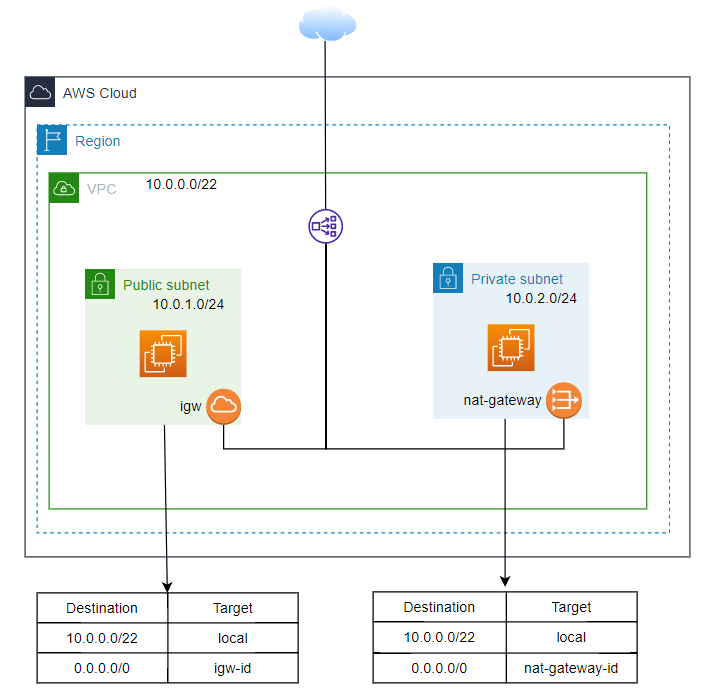 AWS Cloud
Region
VPC
10.0.0.0/22
Public subnet
10.0.1.0/24
igw
Private subnet
10.0.2.0/24
nat-gateway
Destination Target
10.0.0.0/22 local
0.0.0.0/0 igw-id
Destination Target
10.0.0.0/22 local
0.0.0.0/0 nat-gateway-id